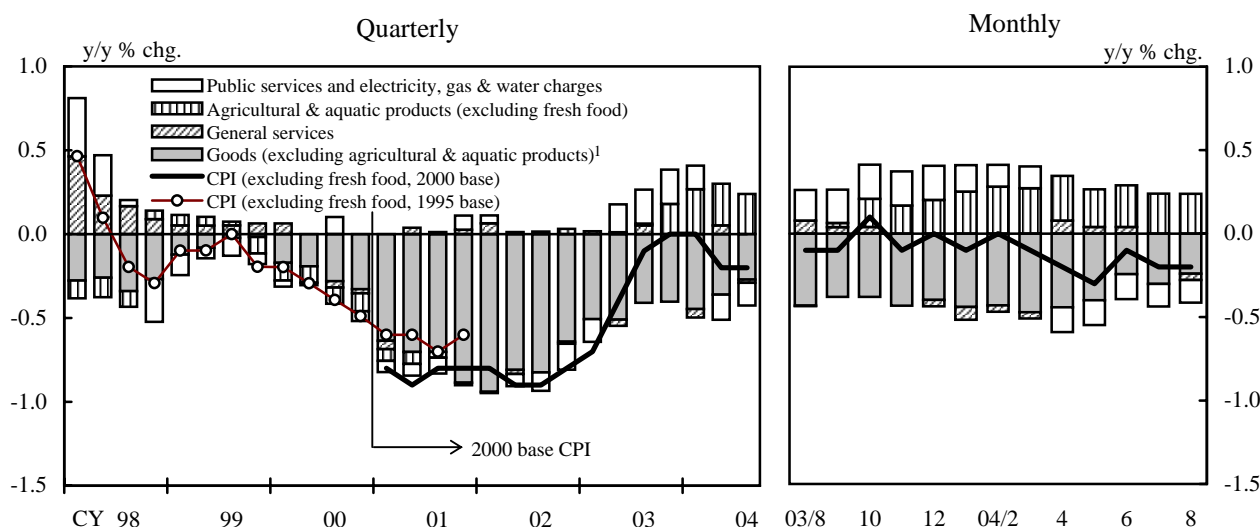 Quarterly
Monthly
y/y % chg.
y/y % chg.
1.0
0.5
0.0
-0.5
-1.0
-1.5
Public services and electricity, gas & water charges
Agricultural & aquatic products (excluding fresh food)
General services
Goods (excluding agricultural & aquatic products)¹
CPI (excluding fresh food, 2000 base)
CPI (excluding fresh food, 1995 base)
2000 base CPI
1.0
0.5
0.0
-0.5
-1.0
-1.5
CY 98 99 00 01 02 03 04
03/8 10 12 04/2 4 6 8